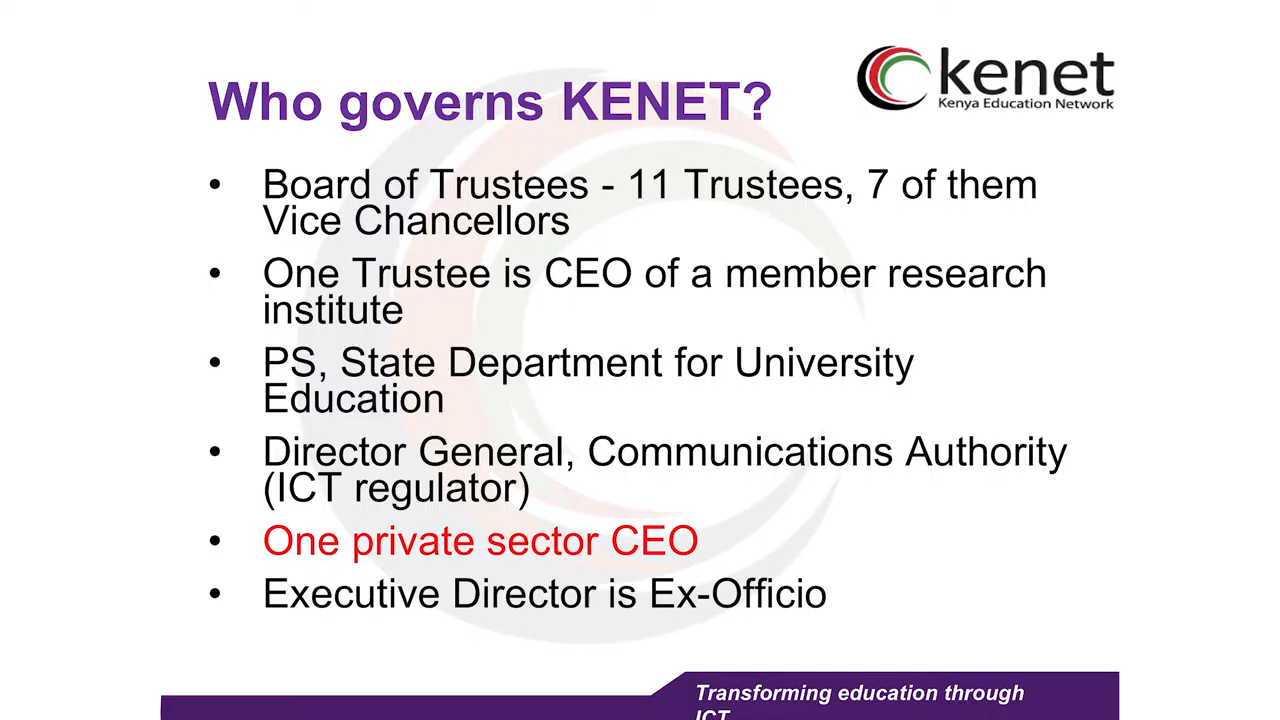 kenet
Kenya Education Network
Who governs KENET?
• Board of Trustees - 11 Trustees, 7 of them
Vice Chancellors
• One Trustee is CEO of a member research
institute
• PS, State Department for University
Education
• Director General, Communications Authority
(ICT regulator)
• One private sector CEO
• Executive Director is Ex-Officio
Transforming education through
ICT